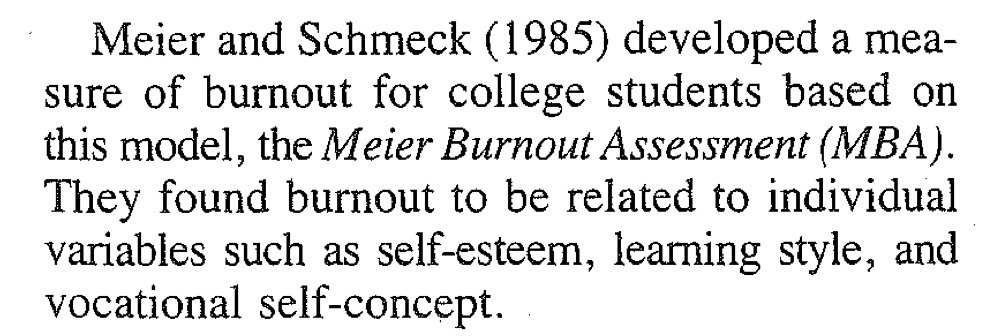 Meier and Schmeck (1985) developed a mea-
sure of burnout for college students based on
this model, the Meier Burnout Assessment (MBA).
They found burnout to be related to individual
variables such as self-esteem, learning style, and
vocational self-concept.